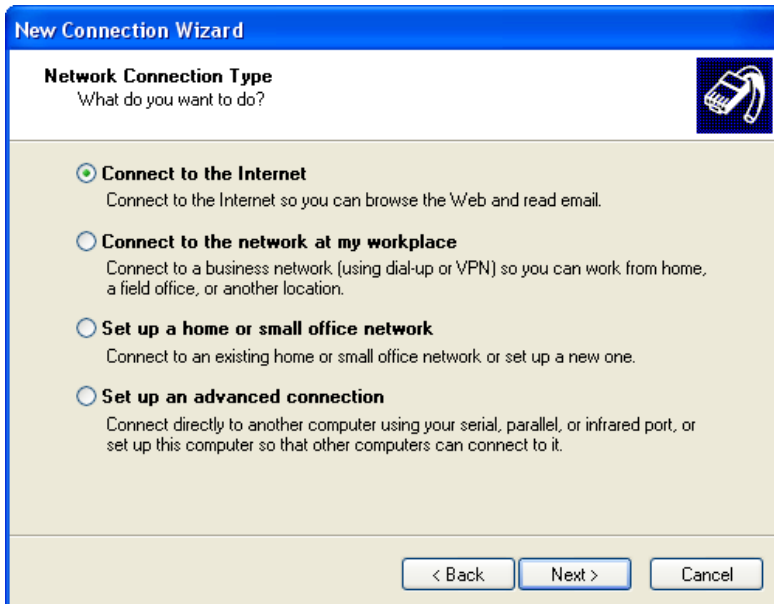 New Connection Wizard
Network Connection Type
What do you want to do?
Connect to the Internet
Connect to the Internet so you can browse the Web and read email.
Connect to the network at my workplace
Connect to a business network (using dial-up or VPN) so you can work from home,
a field office, or another location.
Set up a home or small office network
Connect to an existing home or small office network or set up a new one.
Set up an advanced connection
Connect directly to another computer using your serial, parallel, or infrared port, or
set up this computer so that other computers can connect to it.
< Back Next > Cancel